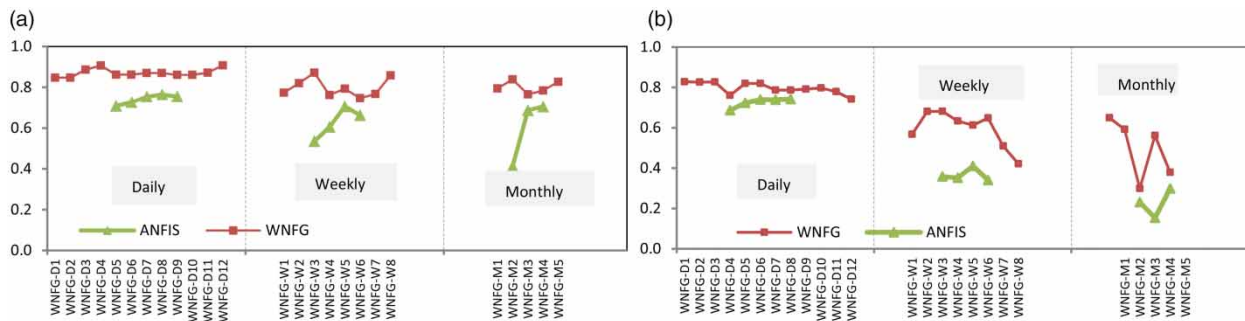 (a)
1.0
0.8
0.6
0.4
0.2
0.0
Daily
Weekly
Monthly
ANFIS
WNFG
WNFG-D1
WNFG-D2
WNFG-D3
WNFG-D4
WNFG-D5
WNFG-D6
WNFG-D7
WNFG-D8
WNFG-D9
WNFG-D10
WNFG-D11
WNFG-D12
WNFG-W1
WNFG-W2
WNFG-W3
WNFG-W4
WNFG-W5
WNFG-W6
WNFG-W7
WNFG-W8
WNFG-M1
WNFG-M2
WNFG-M3
WNFG-M4
WNFG-M5
(b)
1.0
0.8
0.6
0.4
0.2
0.0
Daily
Weekly
Monthly
WNFG
ANFIS
WNFG-D1
WNFG-D2
WNFG-D3
WNFG-D4
WNFG-D5
WNFG-D6
WNFG-D7
WNFG-D8
WNFG-D9
WNFG-D10
WNFG-D11
WNFG-D12
WNFG-W1
WNFG-W2
WNFG-W3
WNFG-W4
WNFG-W5
WNFG-W6
WNFG-W7
WNFG-W8
WNFG-M1
WNFG-M2
WNFG-M3
WNFG-M4
WNFG-M5